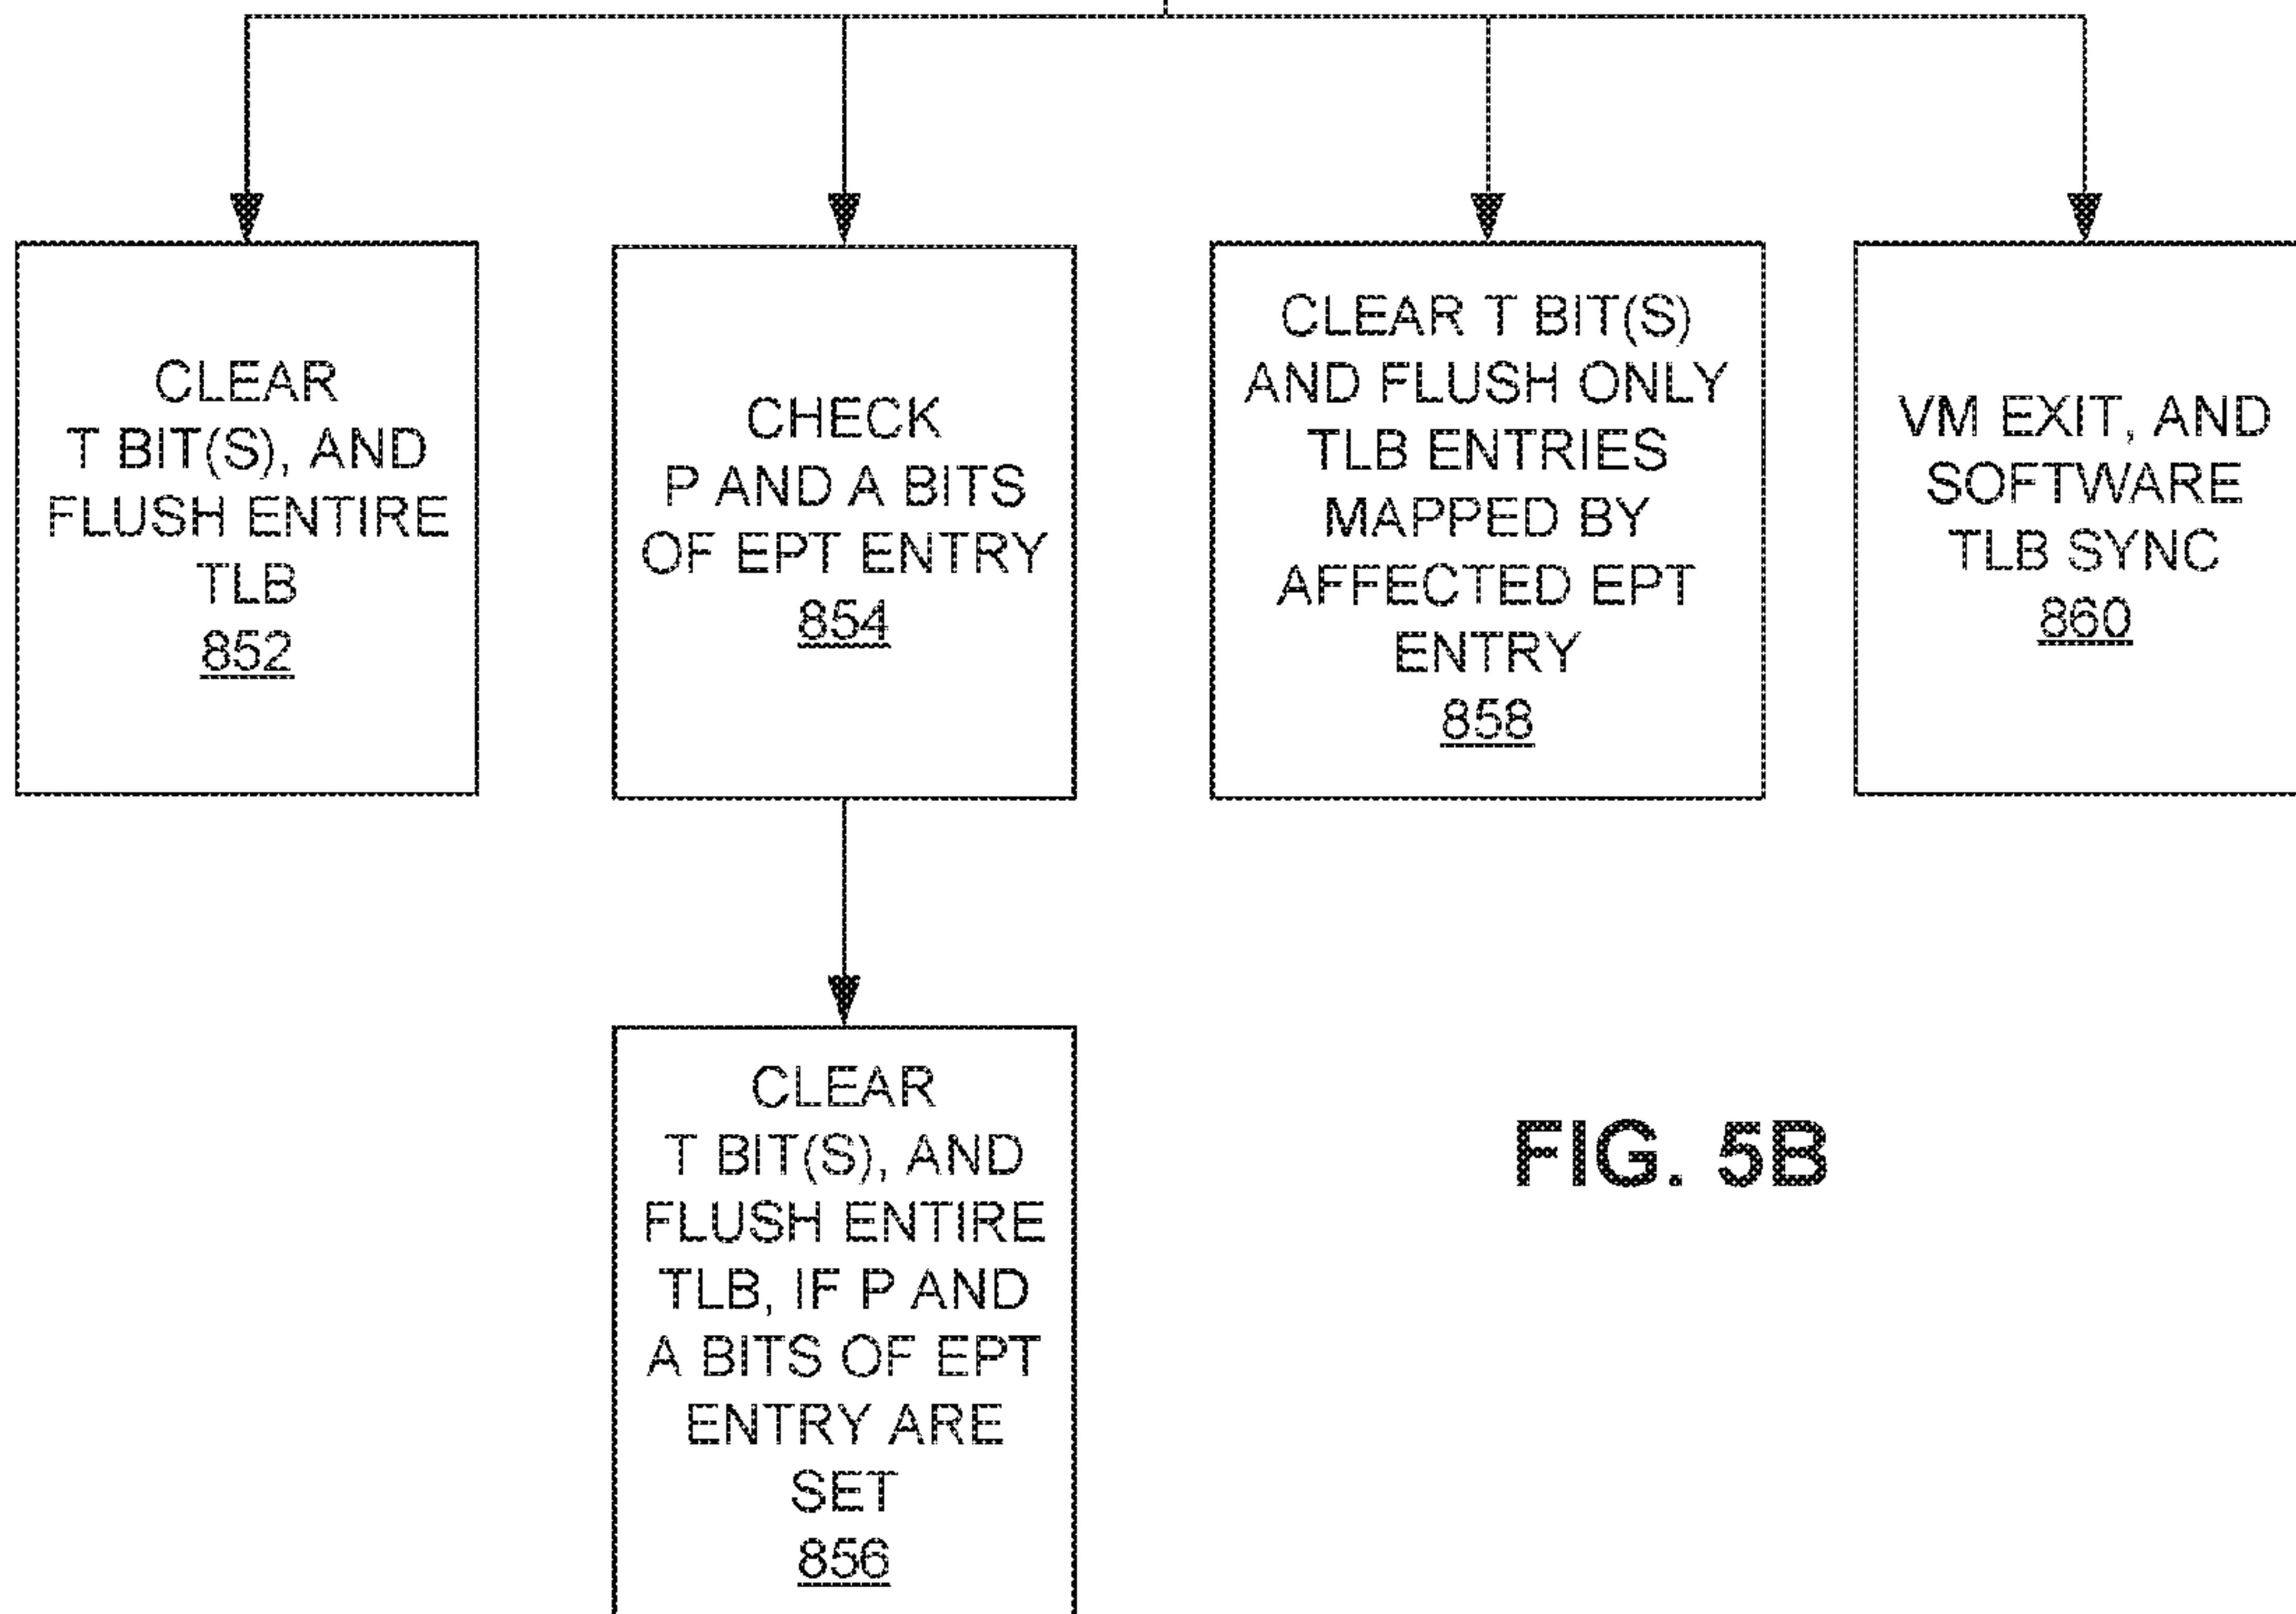 CLEAR
T BIT(S), AND
FLUSH ENTIRE
TLB
852
CHECK
P AND A BITS
OF EPT ENTRY
854
CLEAR T BIT(S)
AND FLUSH ONLY
TLB ENTRIES
MAPPED BY
AFFECTED EPT
ENTRY
858
VM EXIT, AND
SOFTWARE
TLB SYNC
860
CLEAR
T BIT(S), AND
FLUSH ENTIRE
TLB, IF P AND
A BITS OF EPT
ENTRY ARE
SET
856
FIG. 5B